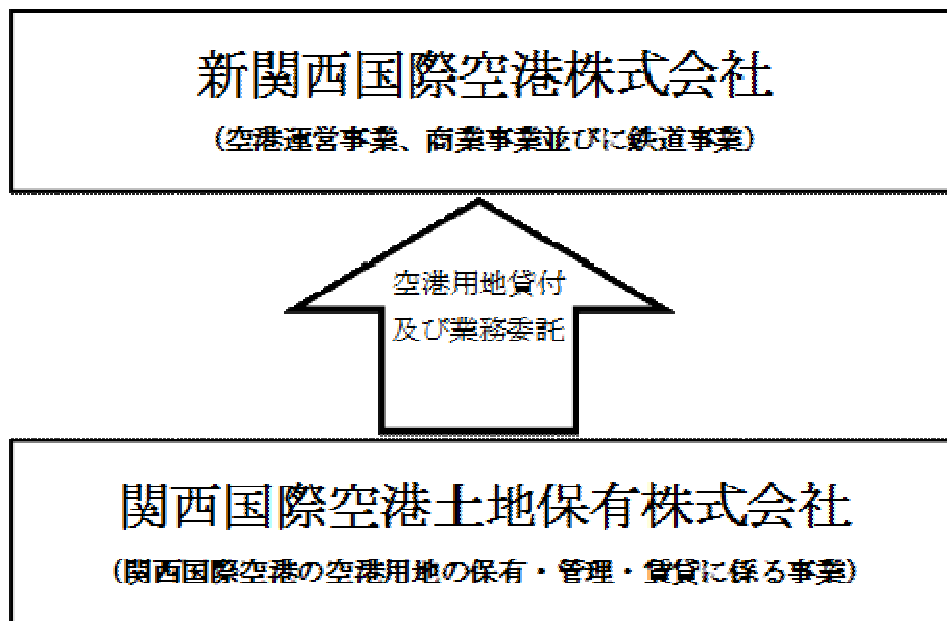 新関西国際空港株式会社
（空港運営事業、商業事業並びに鉄道事業）
空港用地貸付
及び業務委託
関西国際空港土地保有株式会社
（関西国際空港の空港用地の保有・管理・賃貸に係る事業）